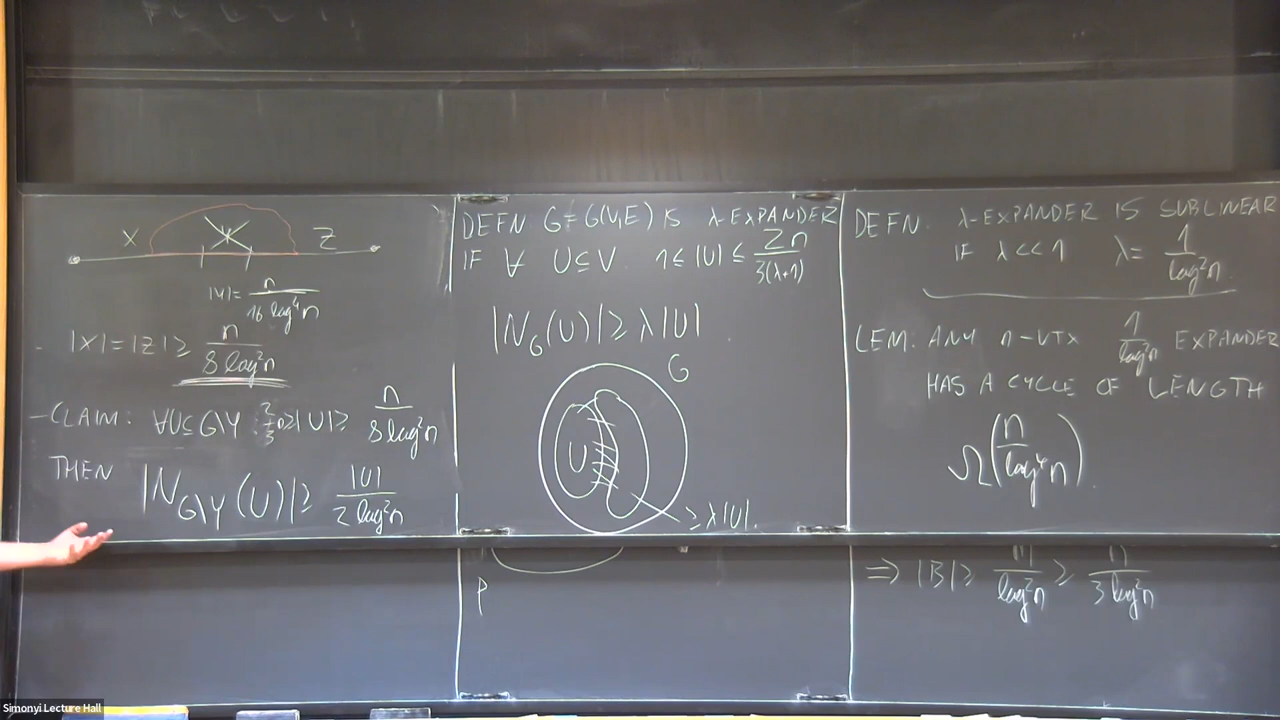 X Y Z
|Y| = n / 16 log⁴n
- |X| = |Z| ≥ n / 8 log²n
- CLAIM: ∀U⊆G\Y : 2/3 n ≥ |U| ≥ n / 8 log²n
THEN |N_{G\Y}(U)| ≥ |U| / 2 log²n
DEFN G=G(V,E) IS λ-EXPANDER
IF ∀ U⊆V 1≤|U|≤ 2n / 3(λ+1)
|N_G(U)| ≥ λ|U|.
G
U
≥λ|U|.
P
DEFN. λ-EXPANDER IS SUBLINEAR
IF λ<<1 λ= 1 / log²n.
LEM: ANY n-VTX 1 / log²n EXPANDER
HAS A CYCLE OF LENGTH
Ω(n / log⁴n).
⇒ |B| ≥ m / log²n ≥ n / 3 log²n
Simonyi Lecture Hall